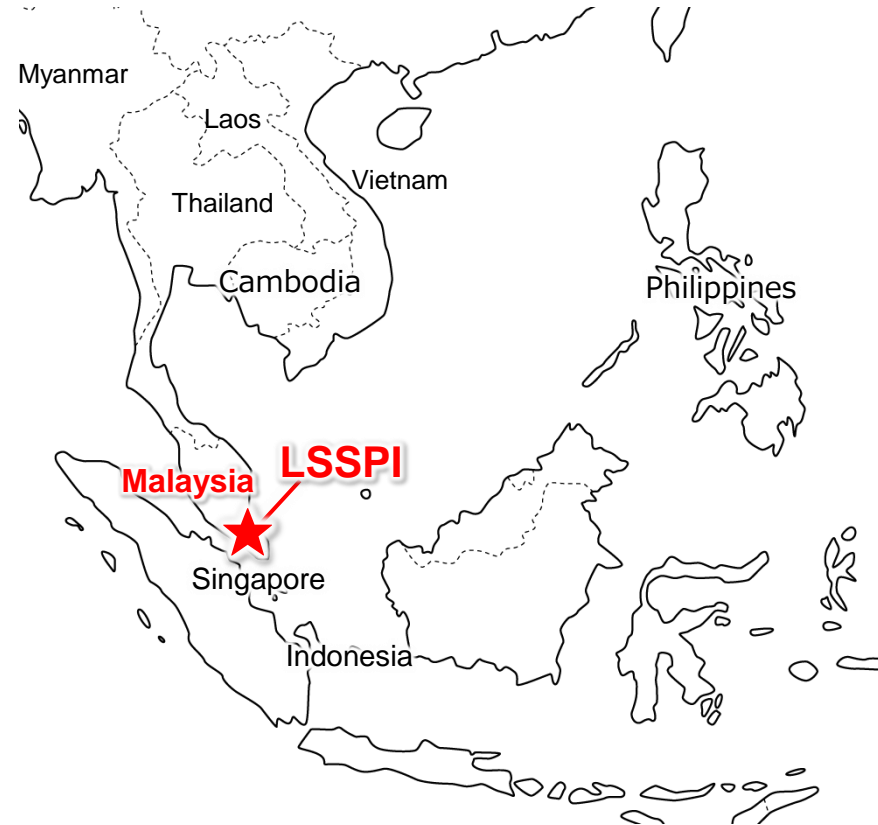 Myanmar
Laos
Vietnam
Thailand
Cambodia
Philippines
LSSPI
Malaysia
Singapore
Indonesia